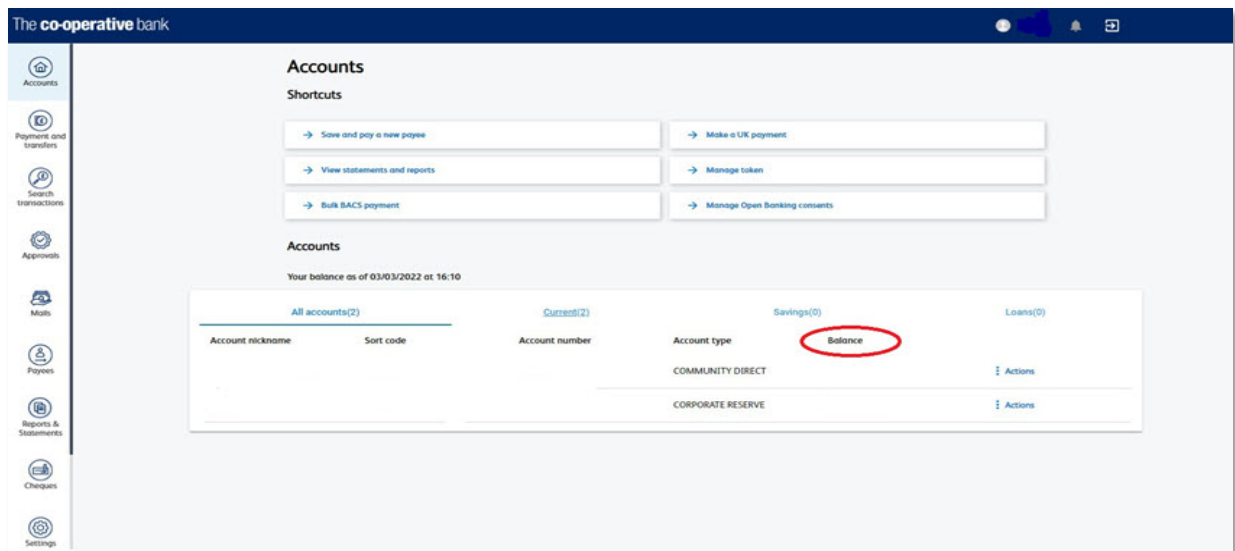 The co-operative bank
Accounts
Payment and
transfers
Search
transactions
Approvals
Mails
Payees
Reports &
Statements
Cheques
Settings
Accounts
Shortcuts
Save and pay a new payee
Make a UK payment
View statements and reports
Manage token
Bulk BACS payment
Manage Open Banking consents
Accounts
Your balance as of 03/03/2022 at 16:10
All accounts(2) Current(2) Savings(0) Loans(0)
Account nickname Sort code Account number Account type Balance
COMMUNITY DIRECT Actions
CORPORATE RESERVE Actions